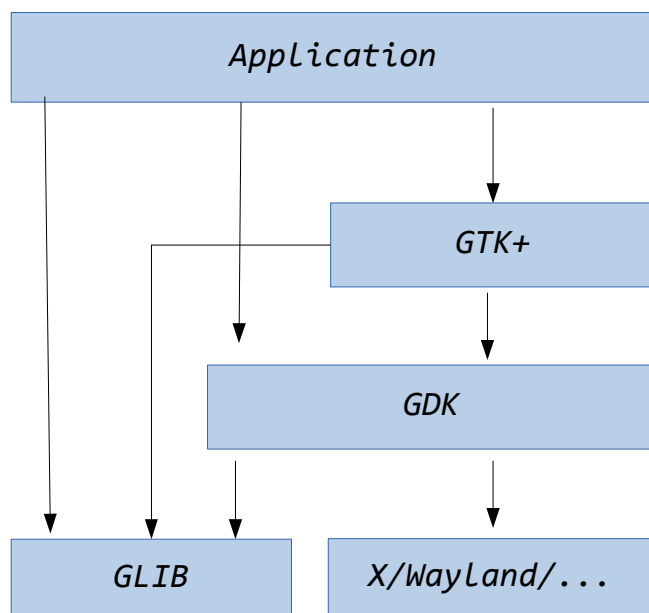 Application
GTK+
GDK
GLIB
X/Wayland/...